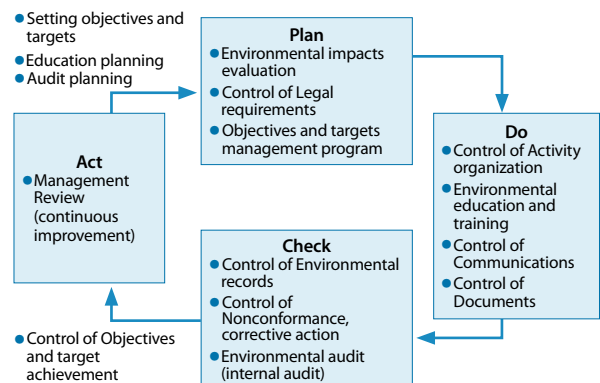 ● Setting objectives and
targets
● Education planning
● Audit planning
Plan
● Environmental impacts
evaluation
● Control of Legal
requirements
● Objectives and targets
management program
Do
● Control of Activity
organization
● Environmental
education and
training
● Control of
Communications
● Control of
Documents
Check
● Control of Environmental
records
● Control of
Nonconformance,
corrective action
● Environmental audit
(internal audit)
Act
● Management
Review
(continuous
improvement)
● Control of Objectives
and target
achievement